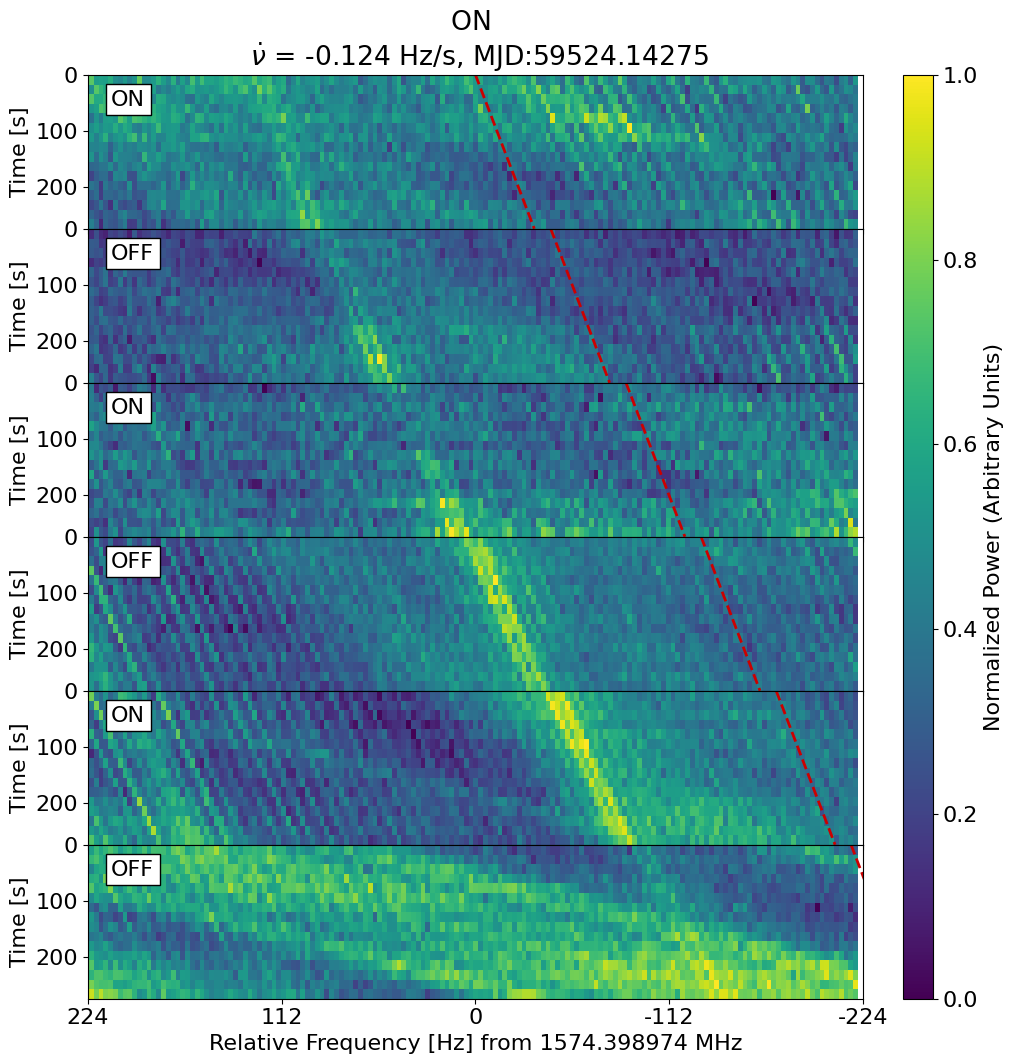 ON
ν̇ = -0.124 Hz/s, MJD:59524.14275
0
ON
100
200
Time [s]
0
OFF
100
200
Time [s]
0
ON
100
200
Time [s]
0
OFF
100
200
Time [s]
0
ON
100
200
Time [s]
0
OFF
100
200
Time [s]
224 112 0 -112 -224
Relative Frequency [Hz] from 1574.398974 MHz
1.0
0.8
0.6
0.4
0.2
0.0
Normalized Power (Arbitrary Units)